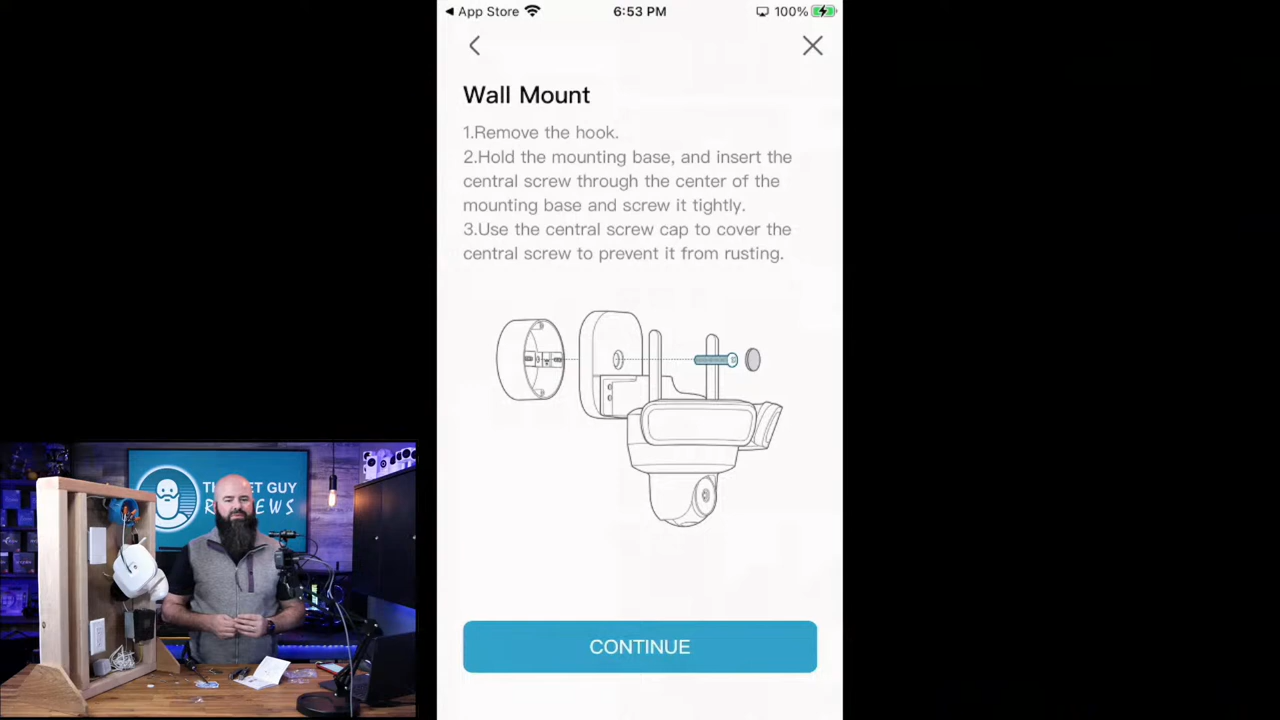 ◀ App Store
6:53 PM
100%
Wall Mount
1.Remove the hook.
2.Hold the mounting base, and insert the
central screw through the center of the
mounting base and screw it tightly.
3.Use the central screw cap to cover the
central screw to prevent it from rusting.
CONTINUE
GUY